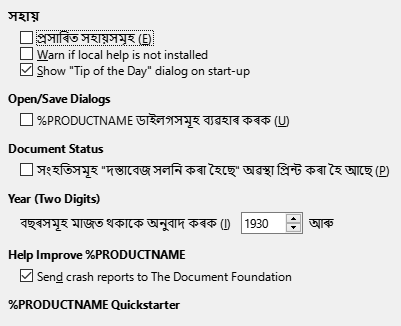 সহায়
প্ৰসাৰিত সহায়সমূহ (E)
Warn if local help is not installed
Show "Tip of the Day" dialog on start-up
Open/Save Dialogs
%PRODUCTNAME ডাইলগসমূহ ব্যৱহাৰ কৰক (U)
Document Status
সংহতিসমূহ “দস্তাবেজ সলনি কৰা হৈছে” অৱস্থা প্ৰিন্ট কৰা হৈ আছে (P)
Year (Two Digits)
বছৰসমূহ মাজত থকাকে অনুবাদ কৰক (I) 1930 আৰু
Help Improve %PRODUCTNAME
Send crash reports to The Document Foundation
%PRODUCTNAME Quickstarter